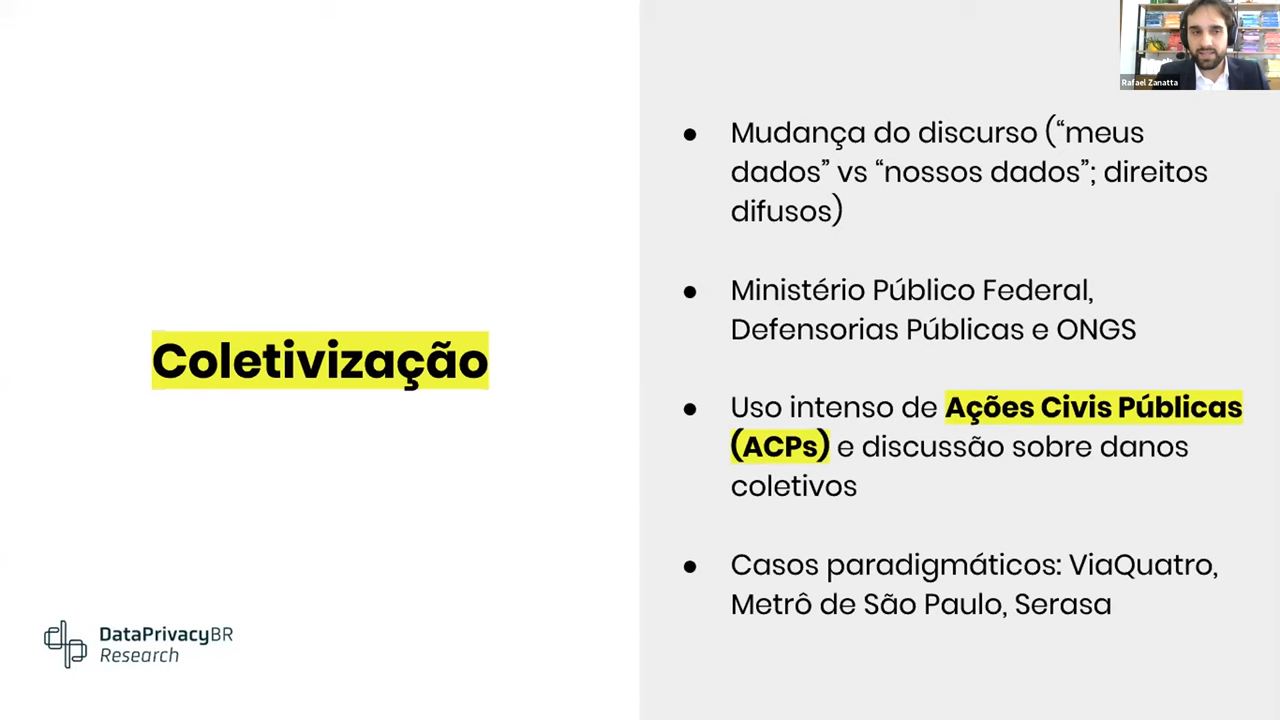 Rafael Zanatta
Coletivização
DataPrivacyBR
Research
● Mudança do discurso (“meus
dados” vs “nossos dados”; direitos
difusos)
● Ministério Público Federal,
Defensorias Públicas e ONGS
● Uso intenso de Ações Civis Públicas
(ACPs) e discussão sobre danos
coletivos
● Casos paradigmáticos: ViaQuatro,
Metrô de São Paulo, Serasa